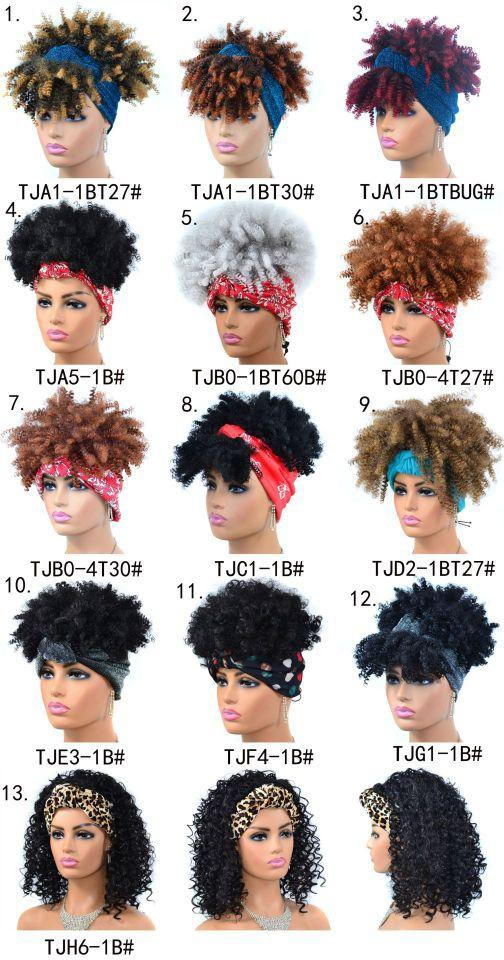 1. 2. 3.
TJA1-1BT27# TJA1-1BT30# TJA1-1BTBUG#
4. 5. 6.
TJA5-1B# TJB0-1BT60B# TJB0-4T27#
7. 8. 9.
TJB0-4T30# TJC1-1B# TJD2-1BT27#
10. 11. 12.
TJE3-1B# TJF4-1B# TJG1-1B#
13.
TJH6-1B#